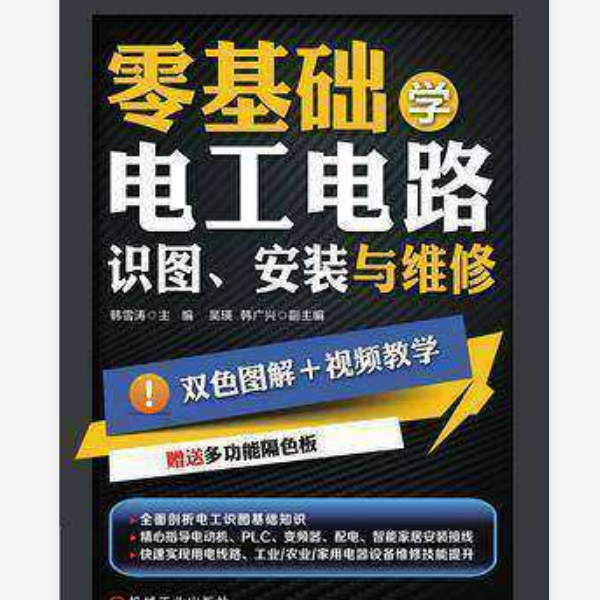 零基础学
电工电路
识图、安装与维修
韩雪涛◎主 编 吴瑛 韩广兴◎副主编
双色图解+视频教学
赠送多功能隔色板
全面剖析电工识图基础知识
精心指导电动机、PLC、变频器、配电、智能家居安装接线
快速实现用电线路、工业/农业/家用电器设备维修技能提升